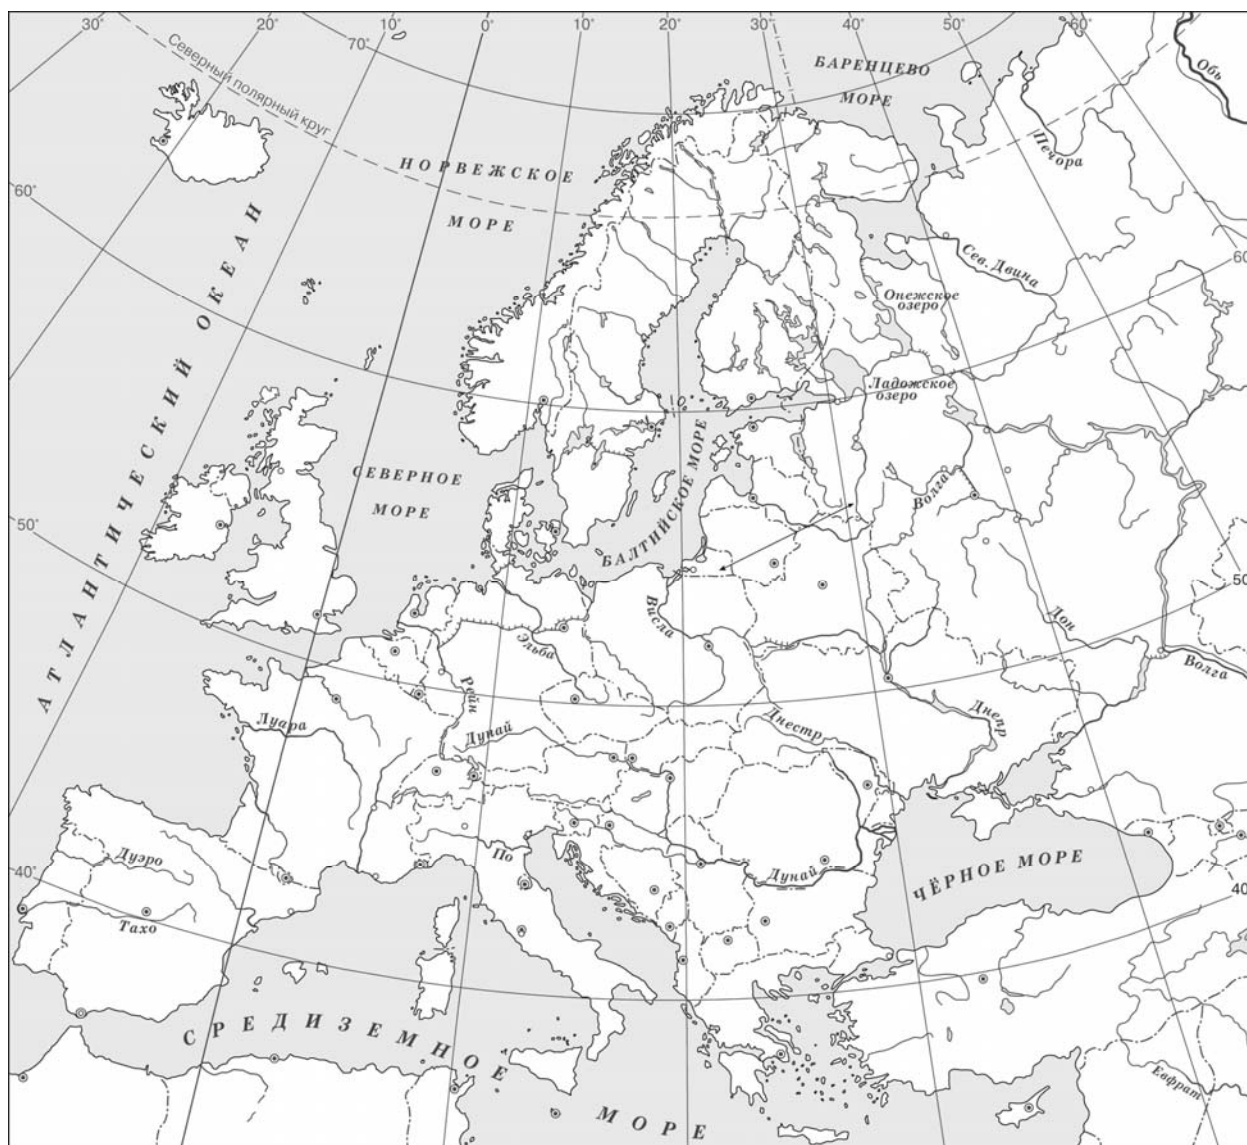 30°
20°
10°
0°
10°
20°
30°
40°
50°
60°
70°
Северный полярный круг
БАРЕНЦЕВО
МОРЕ
Обь
Печора
НОРВЕЖСКОЕ
МОРЕ
60°
60
Сев. Двина
Онежское
озеро
Ладожское
озеро
АТЛАНТИЧЕСКИЙ ОКЕАН
СЕВЕРНОЕ
МОРЕ
БАЛТИЙСКОЕ МОРЕ
Волга
50°
50
Висла
Эльба
Дон
Волга
Рейн
Луара
Дунай
Днестр
Днепр
По
Дуэро
Дунай
ЧЁРНОЕ МОРЕ
40°
40
Тахо
СРЕДИЗЕМНОЕ
МОРЕ
Евфрат